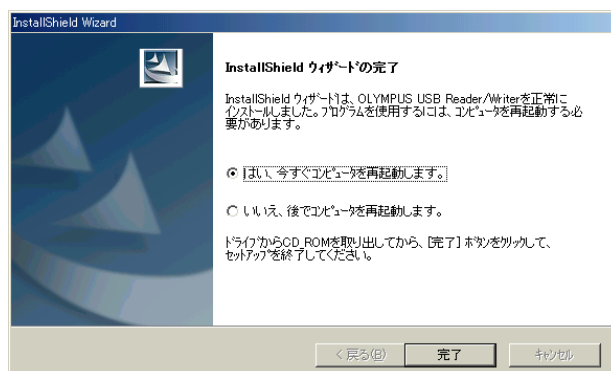 InstallShield Wizard
InstallShield ウィザードの完了
InstallShield ウィザードは、OLYMPUS USB Reader/Writerを正常に
インストールしました。プログラムを使用するには、コンピュータを再起動する必
要があります。
はい、今すぐコンピュータを再起動します。
いいえ、後でコンピュータを再起動します。
ドライブからCD_ROMを取り出してから、[完了] ボタンをクリックして、
セットアップを終了してください。
< 戻る(B)
完了
キャンセル